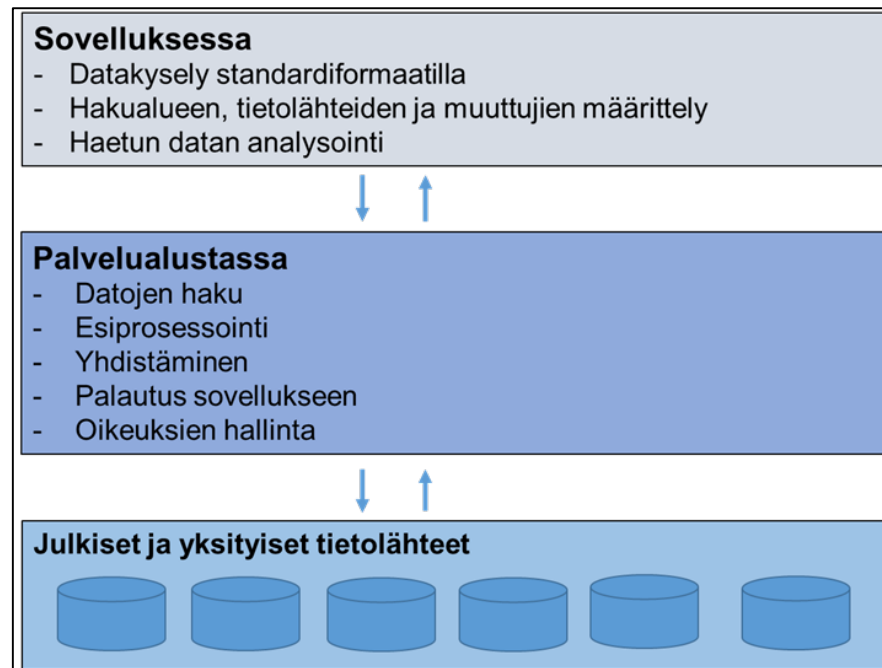 Sovelluksessa
- Datakysely standardiformaatilla
- Hakualueen, tietolähteiden ja muuttujien määrittely
- Haetun datan analysointi
Palvelualustassa
- Datojen haku
- Esiprosessointi
- Yhdistäminen
- Palautus sovellukseen
- Oikeuksien hallinta
Julkiset ja yksityiset tietolähteet